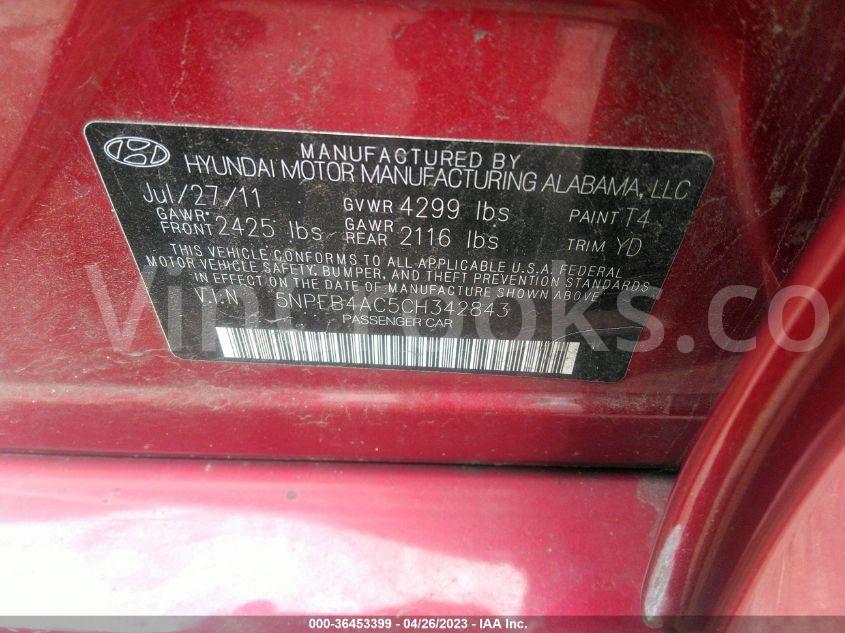 MANUFACTURED BY
HYUNDAI MOTOR MANUFACTURING ALABAMA, LLC
Jul/27/11 GVWR 4299 lbs PAINT T4
GAWR FRONT 2425 lbs GAWR REAR 2116 lbs TRIM YD
THIS VEHICLE CONFORMS TO ALL APPLICABLE U.S.A. FEDERAL
MOTOR VEHICLE SAFETY, BUMPER, AND THEFT PREVENTION STANDARDS
IN EFFECT ON THE DATE OF MANUFACTURE SHOWN ABOVE.
V.I.N 5NPEB4AC5CH342843
PASSENGER CAR
000-36453399 - 04/26/2023 - IAA Inc.